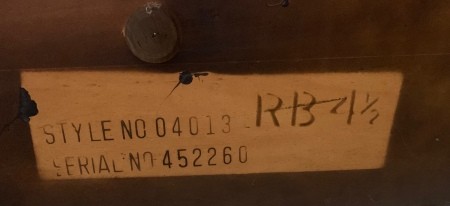 STYLE NO 04013 RB-4½
SERIAL NO 452260